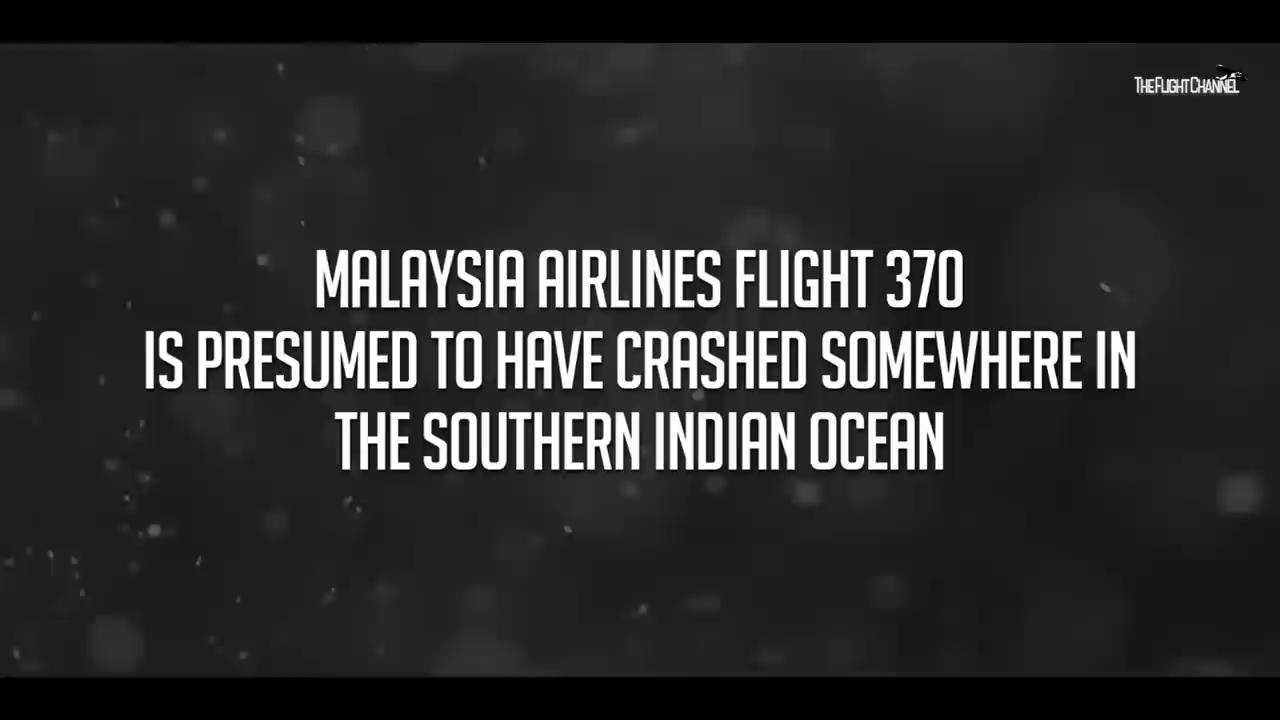 THEFLIGHTCHANNEL
MALAYSIA AIRLINES FLIGHT 370
IS PRESUMED TO HAVE CRASHED SOMEWHERE IN
THE SOUTHERN INDIAN OCEAN